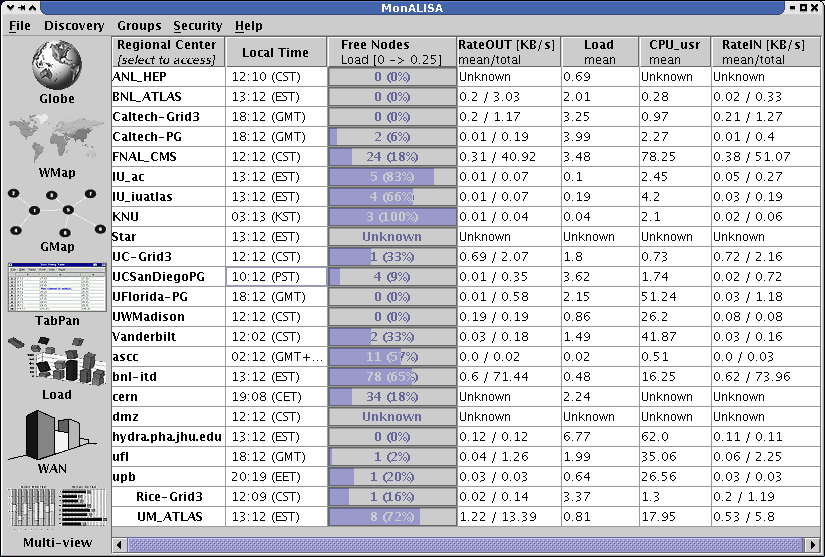 MonALISA
File Discovery Groups Security Help
Regional Center Local Time Free Nodes RateOUT [KB/s] Load CPU_usr RateIN [KB/s]
[select to access] Load [0 -> 0.25] mean/total mean mean mean/total
ANL_HEP 12:10 (CST) 0 (0%) Unknown 0.69 Unknown Unknown
BNL_ATLAS 13:12 (EST) 0 (0%) 0.2 / 3.03 2.01 0.28 0.02 / 0.33
Caltech-Grid3 18:12 (GMT) 0 (0%) 0.2 / 1.17 3.25 0.97 0.21 / 1.27
Caltech-PG 18:12 (GMT) 2 (6%) 0.01 / 0.19 3.99 2.27 0.01 / 0.4
FNAL_CMS 12:12 (CST) 24 (18%) 0.31 / 40.92 3.48 78.25 0.38 / 51.07
IU_ac 13:12 (EST) 5 (83%) 0.01 / 0.07 0.1 2.45 0.05 / 0.27
IU_iuatlas 13:12 (EST) 4 (66%) 0.01 / 0.07 0.19 4.2 0.03 / 0.19
KNU 03:13 (KST) 3 (100%) 0.01 / 0.04 0.04 2.1 0.02 / 0.06
Star 13:12 (EST) Unknown Unknown Unknown Unknown Unknown
UC-Grid3 12:12 (CST) 1 (33%) 0.69 / 2.07 1.8 0.73 0.72 / 2.16
UCSanDiegoPG 10:12 (PST) 4 (9%) 0.01 / 0.35 3.62 1.74 0.02 / 0.72
UFlorida-PG 18:12 (GMT) 0 (0%) 0.01 / 0.58 2.15 51.24 0.03 / 1.18
UWMadison 12:12 (CST) 0 (0%) 0.19 / 0.19 0.86 26.2 0.08 / 0.08
Vanderbilt 12:02 (CST) 2 (33%) 0.03 / 0.18 1.49 41.87 0.03 / 0.16
ascc 02:12 (GMT+... 11 (57%) 0.0 / 0.02 0.02 0.51 0.0 / 0.03
bnl-itd 13:12 (EST) 78 (65%) 0.6 / 71.44 0.48 16.25 0.62 / 73.96
cern 19:08 (CET) 34 (18%) Unknown 2.24 Unknown Unknown
dmz 12:12 (CST) Unknown Unknown Unknown Unknown Unknown
hydra.pha.jhu.edu 13:12 (EST) 0 (0%) 0.12 / 0.12 6.77 62.0 0.11 / 0.11
ufl 18:12 (GMT) 1 (2%) 0.04 / 1.26 1.99 35.06 0.06 / 2.25
upb 20:19 (EET) 1 (20%) 0.03 / 0.03 0.64 26.56 0.03 / 0.03
Rice-Grid3 12:09 (CST) 1 (16%) 0.02 / 0.14 3.37 1.3 0.2 / 1.19
UM_ATLAS 13:12 (EST) 8 (72%) 1.22 / 13.39 0.81 17.95 0.53 / 5.8
Globe
WMap
GMap
TabPan
Load
WAN
Multi-view